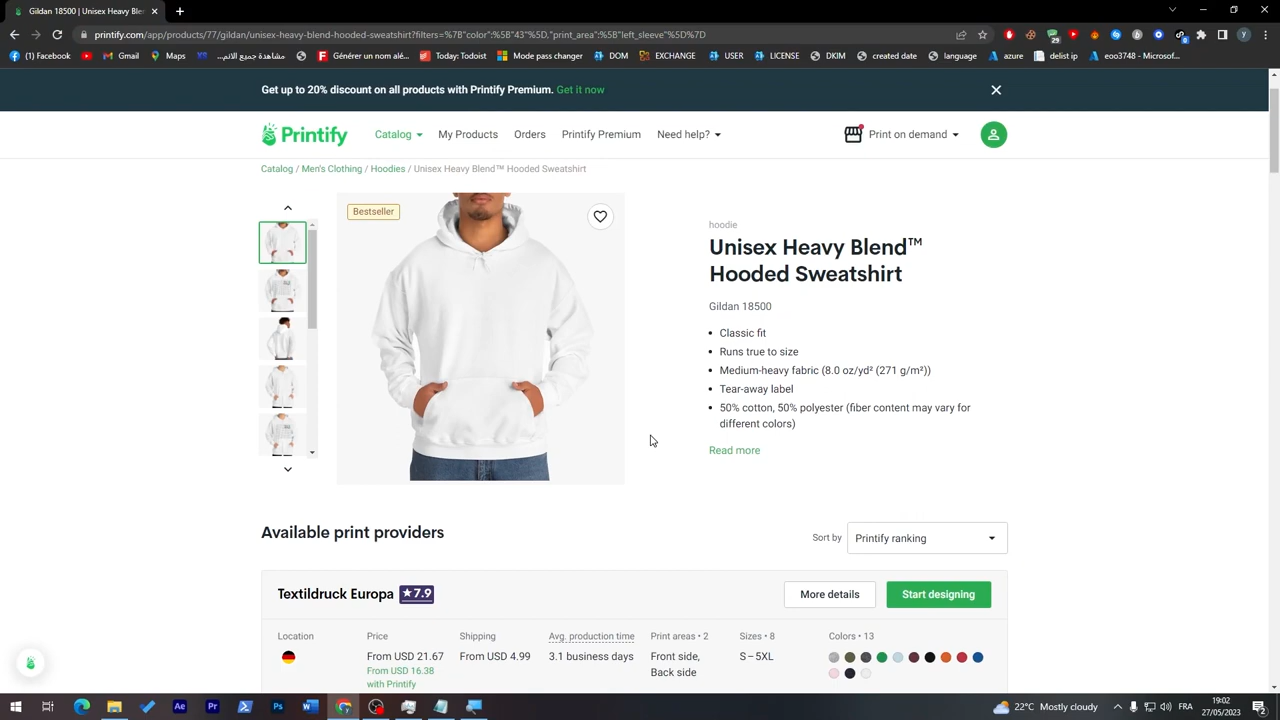 Gildan 18500 | Unisex Heavy Blen
printify.com/app/products/77/gildan/unisex-heavy-blend-hooded-sweatshirt?filters=%7B"color":%5B"43"%5D,"print_area":%5B"left_sleeve"%5D%7D
(1) Facebook
YouTube
Gmail
Maps
مشاهدة جميع الانم...
Générer un nom alé...
Today: Todoist
Mode pass changer
DOM
EXCHANGE
USER
LICENSE
DKIM
created date
language
azure
delist ip
eoo3748 - Microsof...
Get up to 20% discount on all products with Printify Premium. Get it now
Printify
Catalog
My Products
Orders
Printify Premium
Need help?
Print on demand
Catalog / Men's Clothing / Hoodies / Unisex Heavy Blend™ Hooded Sweatshirt
Bestseller
hoodie
Unisex Heavy Blend™
Hooded Sweatshirt
Gildan 18500
Classic fit
Runs true to size
Medium-heavy fabric (8.0 oz/yd² (271 g/m²))
Tear-away label
50% cotton, 50% polyester (fiber content may vary for
different colors)
Read more
Available print providers
Sort by
Printify ranking
Textildruck Europa ★7.9
More details
Start designing
Location
Price
Shipping
Avg. production time
Print areas • 2
Sizes • 8
Colors • 13
From USD 21.67
From USD 4.99
3.1 business days
Front side,
S – 5XL
From USD 16.38
Back side
with Printify
Ae
Pr
Ps
22°C Mostly cloudy
FRA
19:02
27/05/2023